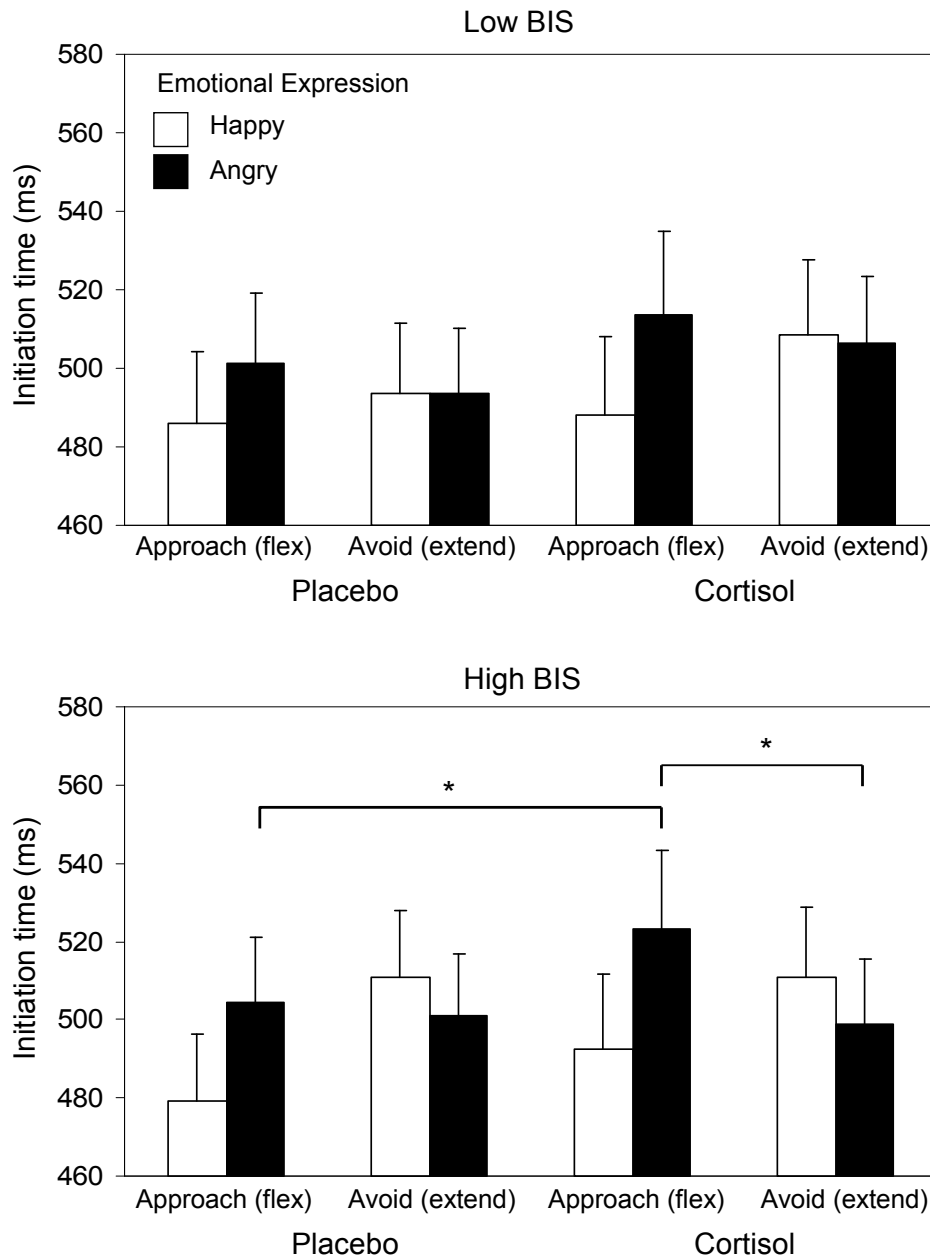 Low BIS
580
560
540
520
500
480
460
Initiation time (ms)
Emotional Expression
Happy
Angry
Approach (flex) Avoid (extend) Approach (flex) Avoid (extend)
Placebo Cortisol
High BIS
580
560
540
520
500
480
460
Initiation time (ms)
*
*
Approach (flex) Avoid (extend) Approach (flex) Avoid (extend)
Placebo Cortisol